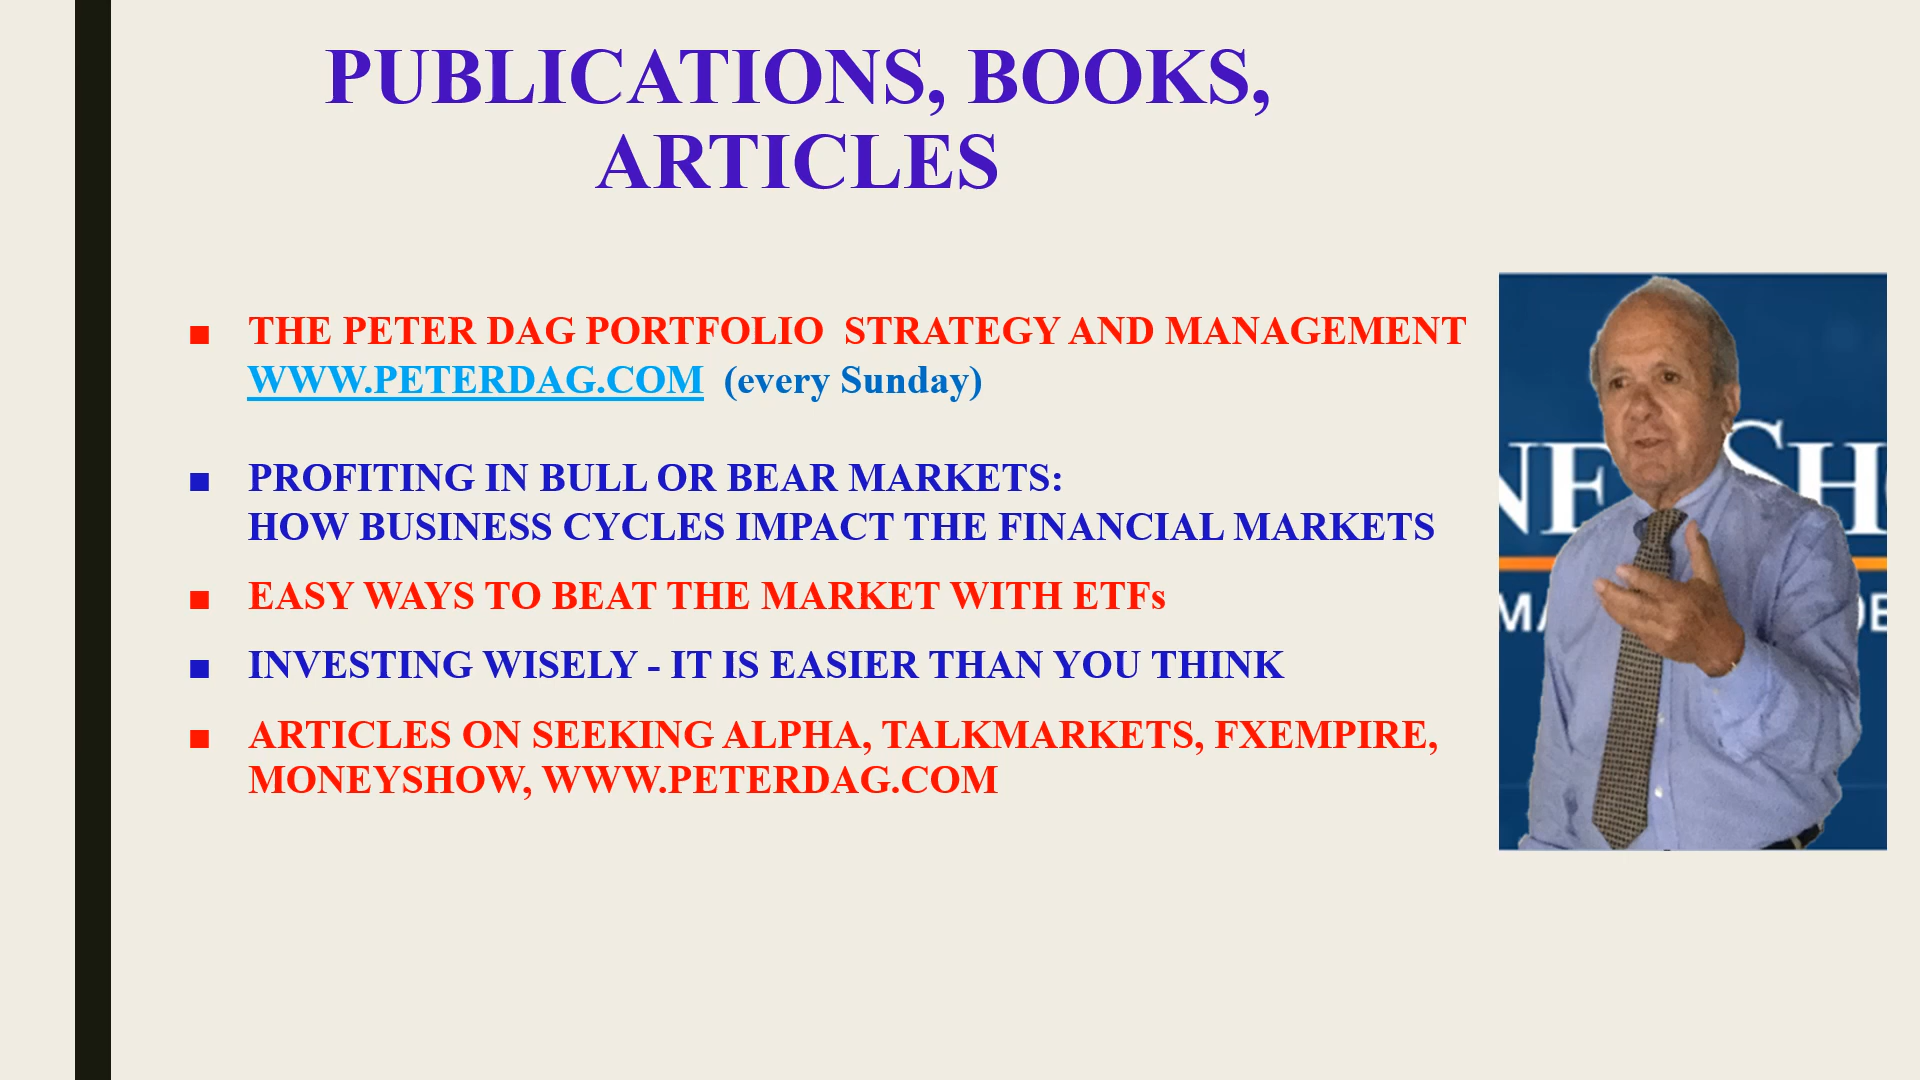 PUBLICATIONS, BOOKS,
ARTICLES
■ THE PETER DAG PORTFOLIO  STRATEGY AND MANAGEMENT
WWW.PETERDAG.COM  (every Sunday)
■ PROFITING IN BULL OR BEAR MARKETS:
HOW BUSINESS CYCLES IMPACT THE FINANCIAL MARKETS
■ EASY WAYS TO BEAT THE MARKET WITH ETFs
■ INVESTING WISELY - IT IS EASIER THAN YOU THINK
■ ARTICLES ON SEEKING ALPHA, TALKMARKETS, FXEMPIRE,
MONEYSHOW, WWW.PETERDAG.COM